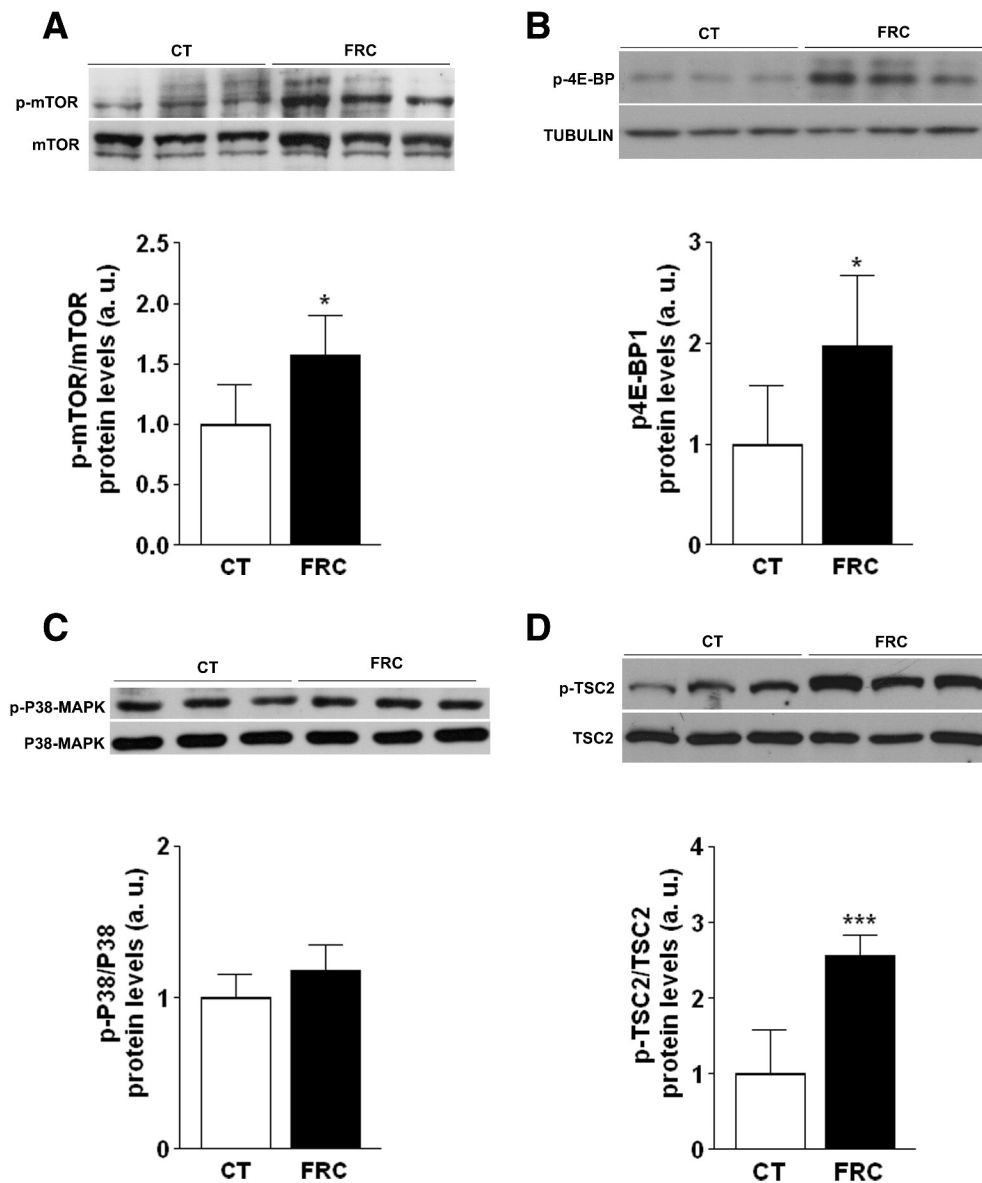 A
CT FRC
p-mTOR
mTOR
p-mTOR/mTOR
protein levels (a. u.)
2.5
2.0
1.5
1.0
0.5
0.0
*
CT FRC
B
CT FRC
p-4E-BP
TUBULIN
p4E-BP1
protein levels (a. u.)
3
2
1
0
*
CT FRC
C
CT FRC
p-P38-MAPK
P38-MAPK
p-P38/P38
protein levels (a. u.)
2
1
0
CT FRC
D
CT FRC
p-TSC2
TSC2
p-TSC2/TSC2
protein levels (a. u.)
4
3
2
1
0
***
CT FRC